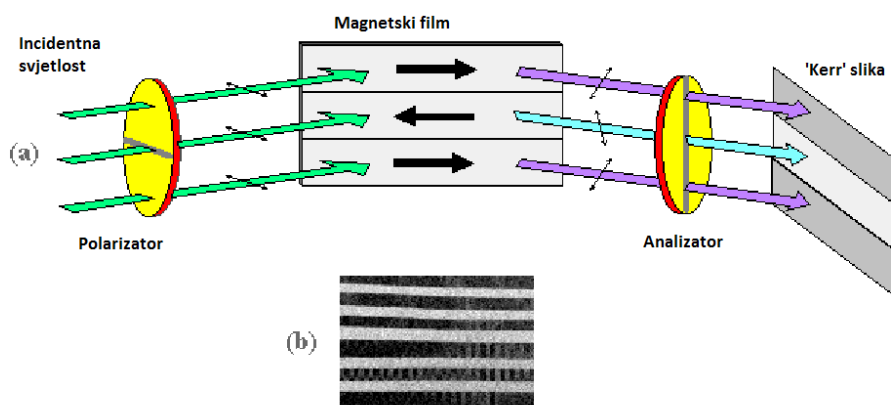 Magnetski film
Incidentna
svjetlost
'Kerr' slika
(a)
Polarizator
Analizator
(b)